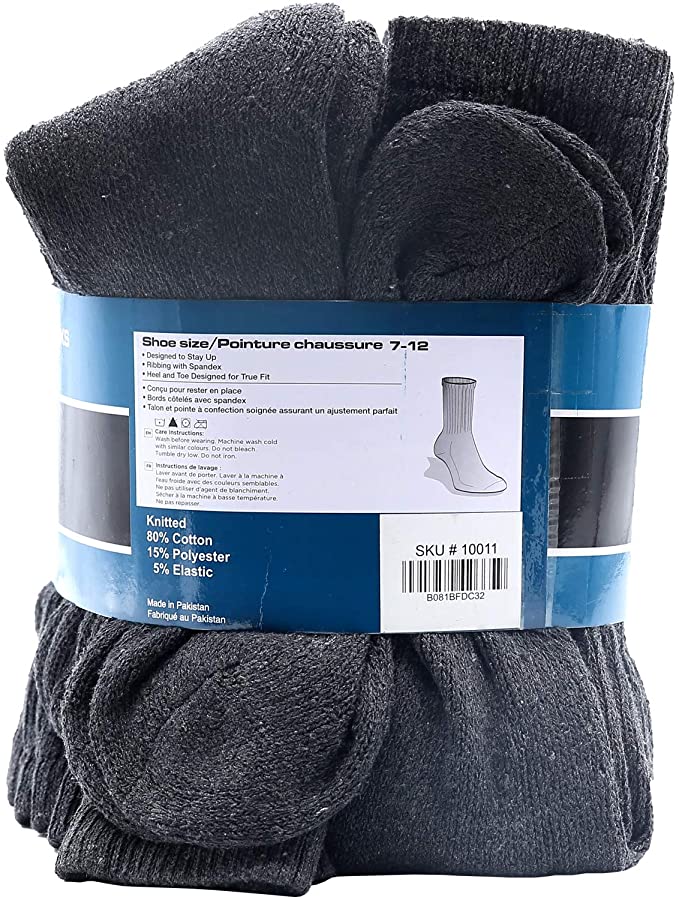 KS
Shoe size/Pointure chaussure 7-12
• Designed to Stay Up
• Ribbing with Spandex
• Heel and Toe Designed for True Fit
• Conçu pour rester en place
• Bords côtelés avec spandex
• Talon et pointe à confection soignée assurant un ajustement parfait
EN Care Instructions:
Wash before wearing. Machine wash cold
with similar colours. Do not bleach.
Tumble dry low. Do not iron.
FR Instructions de lavage :
Laver avant de porter. Laver à la machine à
l'eau froide avec des couleurs semblables.
Ne pas utiliser d'agent de blanchiment.
Sécher à la machine à basse température.
Ne pas repasser.
Knitted
80% Cotton
15% Polyester
5% Elastic
Made in Pakistan
Fabriqué au Pakistan
SKU # 10011
B081BFDC32